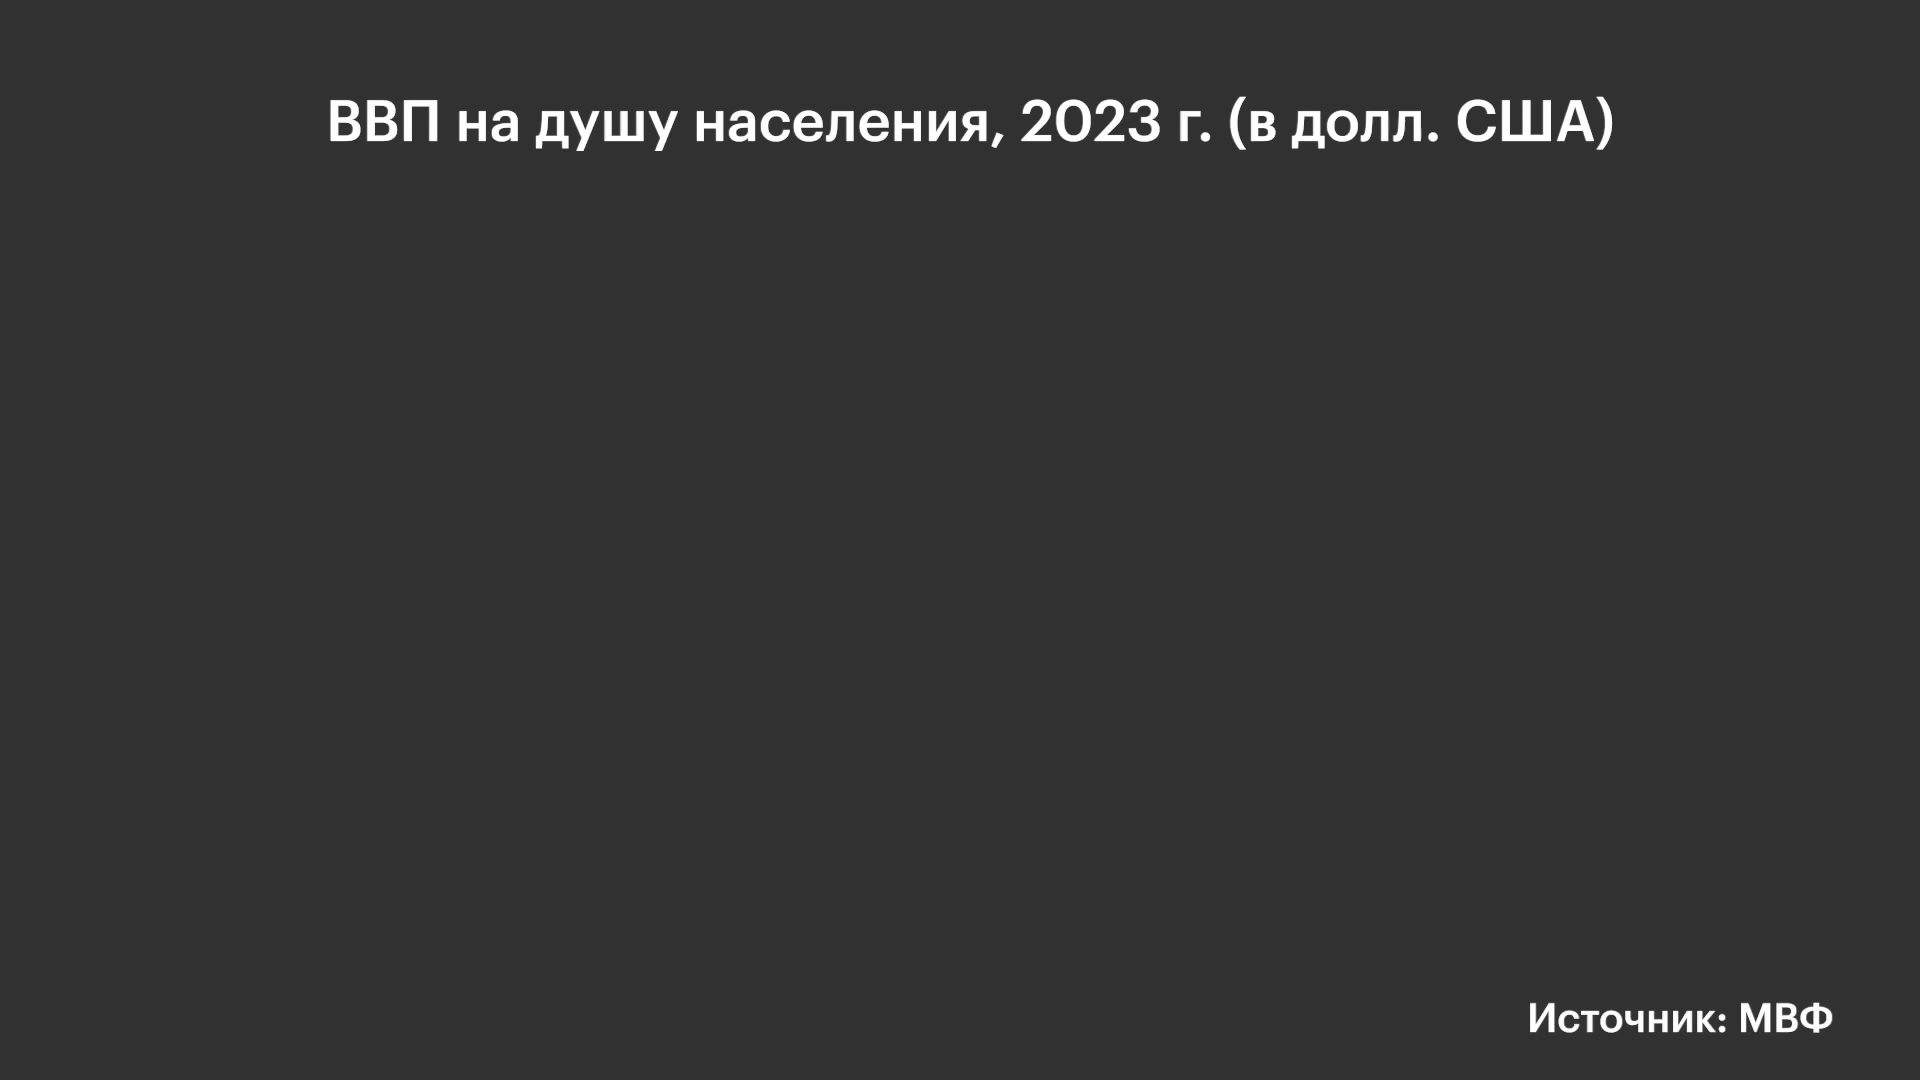 ВВП на душу населения, 2023 г. (в долл. США)
Источник: МВФ